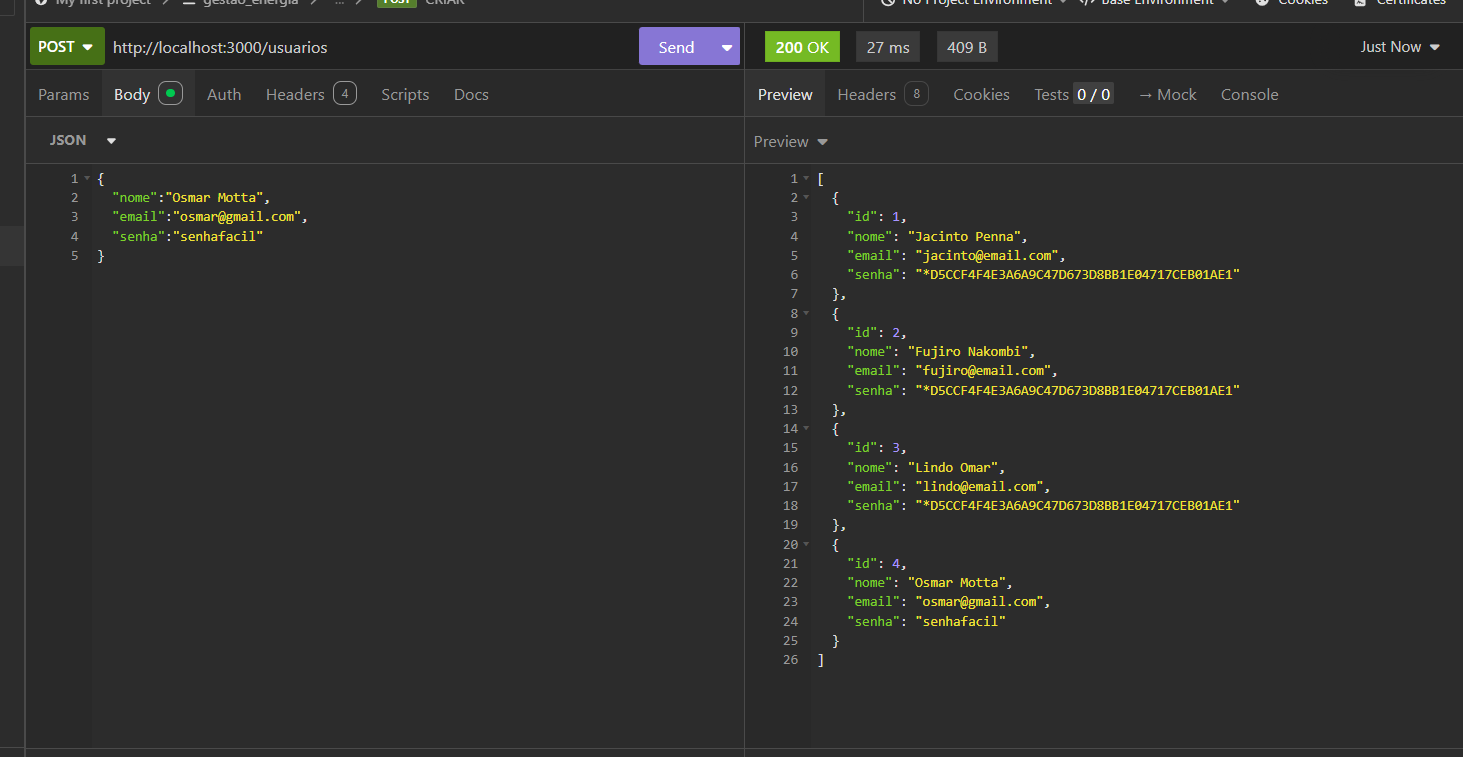 My first project gestao_energia ... POST CRIAR No Project Environment </> Base Environment Cookies Certificates
POST http://localhost:3000/usuarios Send 200 OK 27 ms 409 B Just Now
Params Body Auth Headers 4 Scripts Docs
Preview Headers 8 Cookies Tests 0 / 0 → Mock Console
JSON
Preview
1 {
2 "nome":"Osmar Motta",
3 "email":"osmar@gmail.com",
4 "senha":"senhafacil"
5 }
1 [
2 {
3 "id": 1,
4 "nome": "Jacinto Penna",
5 "email": "jacinto@email.com",
6 "senha": "*D5CCF4F4E3A6A9C47D673D8BB1E04717CEB01AE1"
7 },
8 {
9 "id": 2,
10 "nome": "Fujiro Nakombi",
11 "email": "fujiro@email.com",
12 "senha": "*D5CCF4F4E3A6A9C47D673D8BB1E04717CEB01AE1"
13 },
14 {
15 "id": 3,
16 "nome": "Lindo Omar",
17 "email": "lindo@email.com",
18 "senha": "*D5CCF4F4E3A6A9C47D673D8BB1E04717CEB01AE1"
19 },
20 {
21 "id": 4,
22 "nome": "Osmar Motta",
23 "email": "osmar@gmail.com",
24 "senha": "senhafacil"
25 }
26 ]